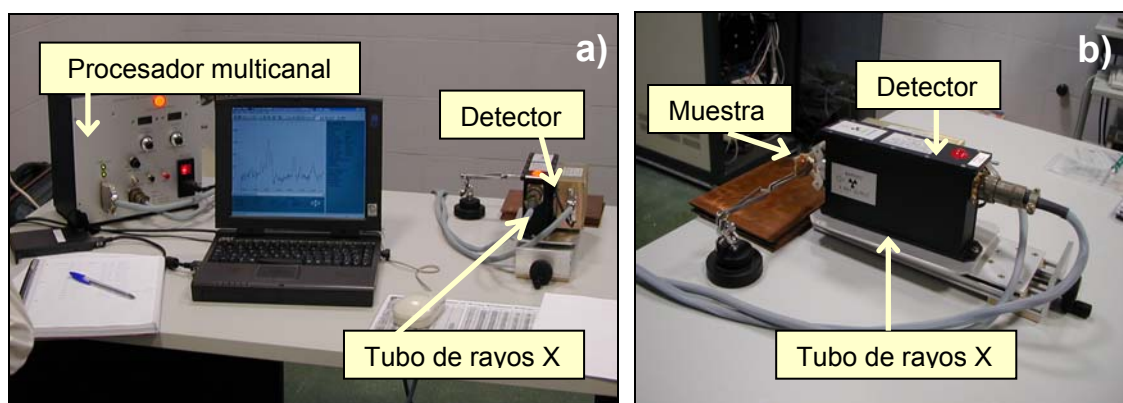 a)
Procesador multicanal
Detector
Tubo de rayos X
b)
Detector
Muestra
Tubo de rayos X